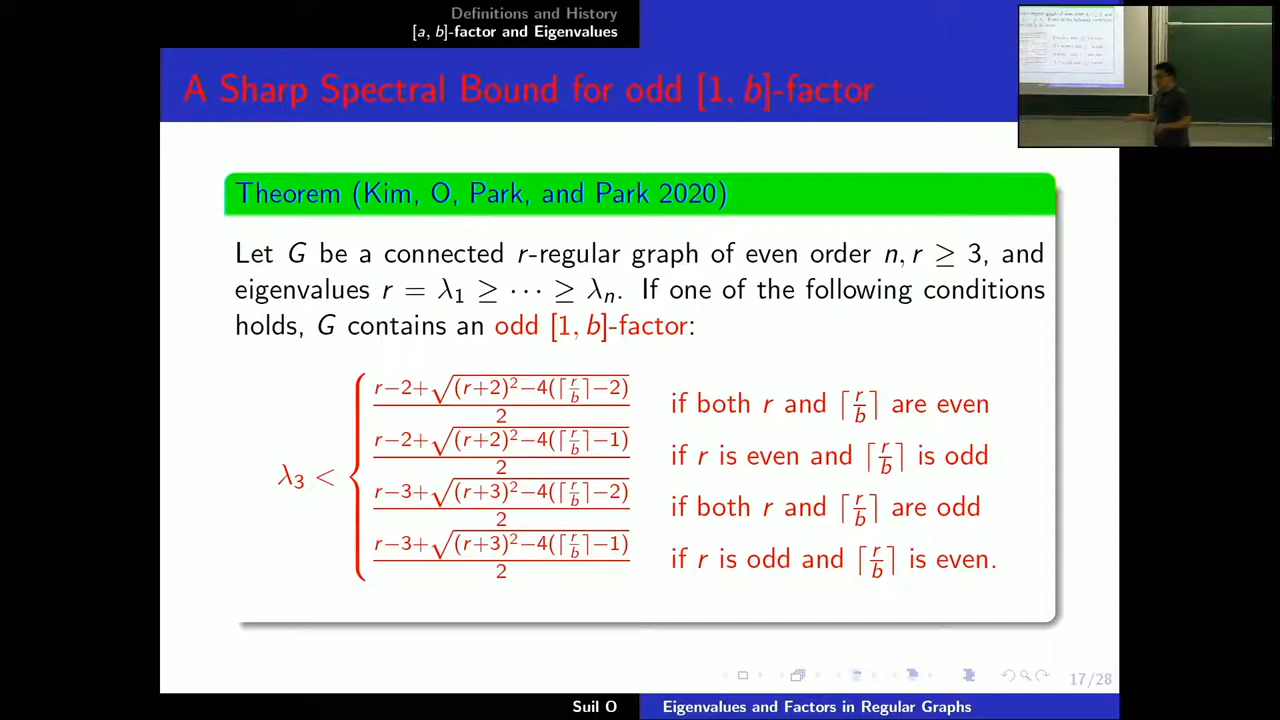 Definitions and History
[a, b]-factor and Eigenvalues
A Sharp Spectral Bound for odd [1, b]-factor
Theorem (Kim, O, Park, and Park 2020)
Let G be a connected r-regular graph of even order n, r ≥ 3, and
eigenvalues r = λ₁ ≥ ⋯ ≥ λₙ. If one of the following conditions
holds, G contains an odd [1, b]-factor:
λ₃ < { (r−2+√((r+2)²−4(⌈r/b⌉−2)))/2 if both r and ⌈r/b⌉ are even
(r−2+√((r+2)²−4(⌈r/b⌉−1)))/2 if r is even and ⌈r/b⌉ is odd
(r−3+√((r+3)²−4(⌈r/b⌉−2)))/2 if both r and ⌈r/b⌉ are odd
(r−3+√((r+3)²−4(⌈r/b⌉−1)))/2 if r is odd and ⌈r/b⌉ is even.
17/28
Suil O Eigenvalues and Factors in Regular Graphs